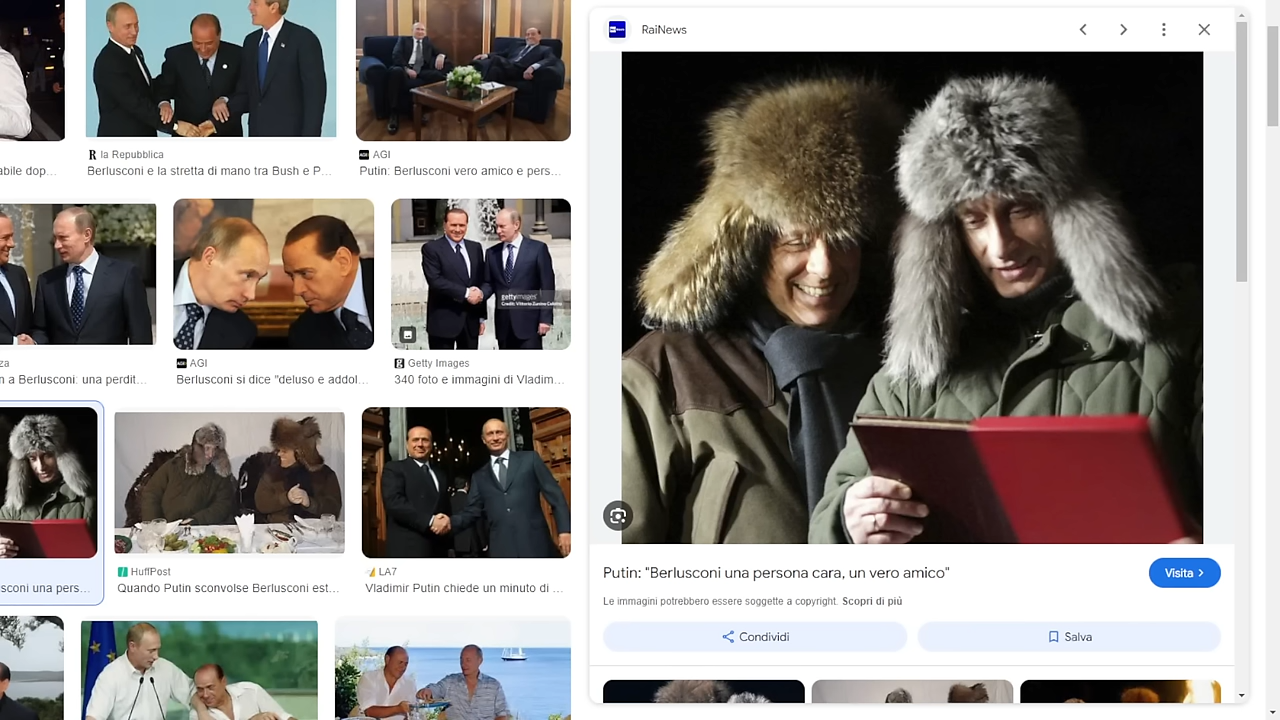 la Repubblica
AGI
abile dop...
Berlusconi e la stretta di mano tra Bush e P...
Putin: Berlusconi vero amico e pers...
gettyimages
za
AGI
Getty Images
n a Berlusconi: una perdit...
Berlusconi si dice "deluso e addol...
340 foto e immagini di Vladim...
HuffPost
LA7
sconi una pers...
Quando Putin sconvolse Berlusconi est...
Vladimir Putin chiede un minuto di ...
RaiNews
Putin: "Berlusconi una persona cara, un vero amico"
Visita
Le immagini potrebbero essere soggette a copyright. Scopri di più
Condividi
Salva